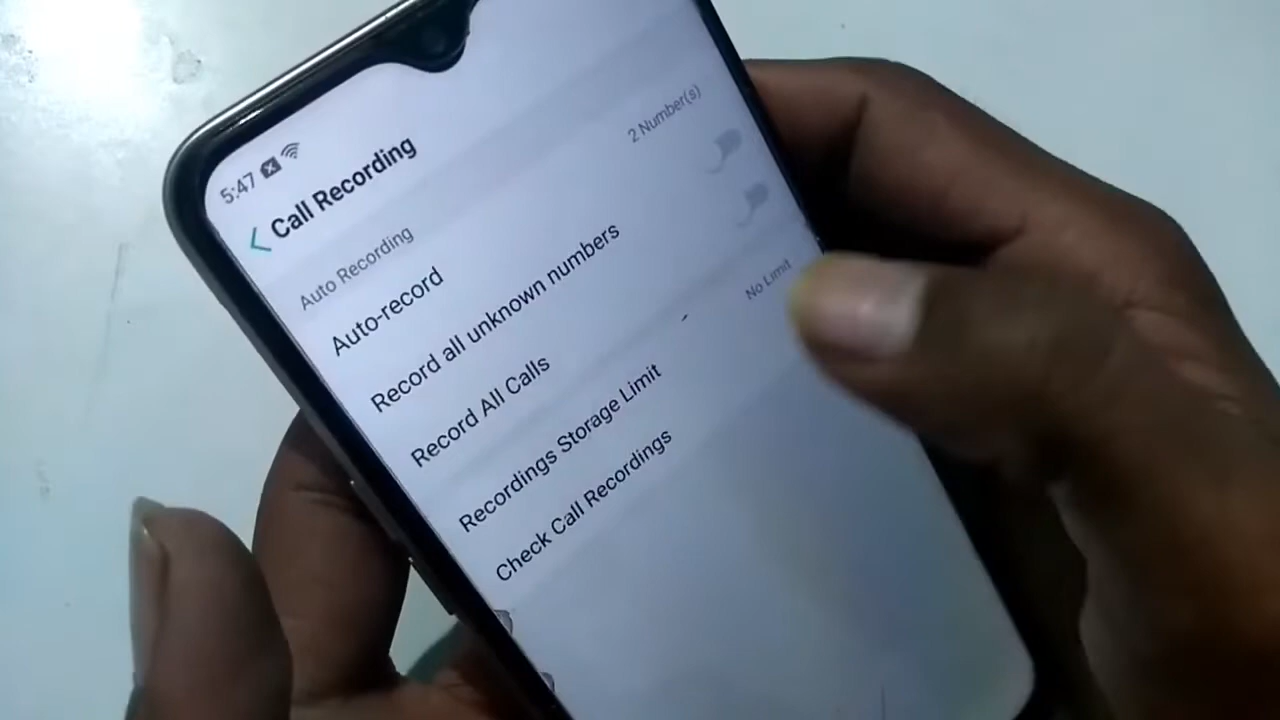 5:47
Call Recording
Auto Recording
Auto-record 2 Number(s)
Record all unknown numbers
Record All Calls
Recordings Storage Limit No Limit
Check Call Recordings